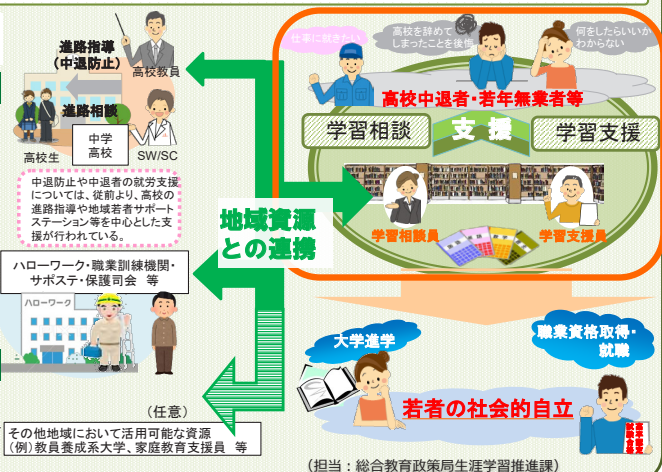 進路指導
(中退防止)
高校教員
進路相談
高校生
中学
高校
SW/SC
中退防止や中退者の就労支援
については、従前より、高校の
進路指導や地域若者サポート
ステーション等を中心とした支
援が行われている。
ハローワーク・職業訓練機関・
サポステ・保護司会 等
ハローワーク
(任意)
その他地域において活用可能な資源
(例)教員養成系大学、家庭教育支援員 等
地域資源
との連携
仕事に就きたい
高校を辞めて
しまったことを後悔
何をしたらいいか
わからない
高校中退者・若年無業者等
学習相談
支 援
学習支援
学習相談員
学習支援員
大学進学
職業資格取得・
就職
若者の社会的自立
高卒認定
試験合格
(担当:総合教育政策局生涯学習推進課)